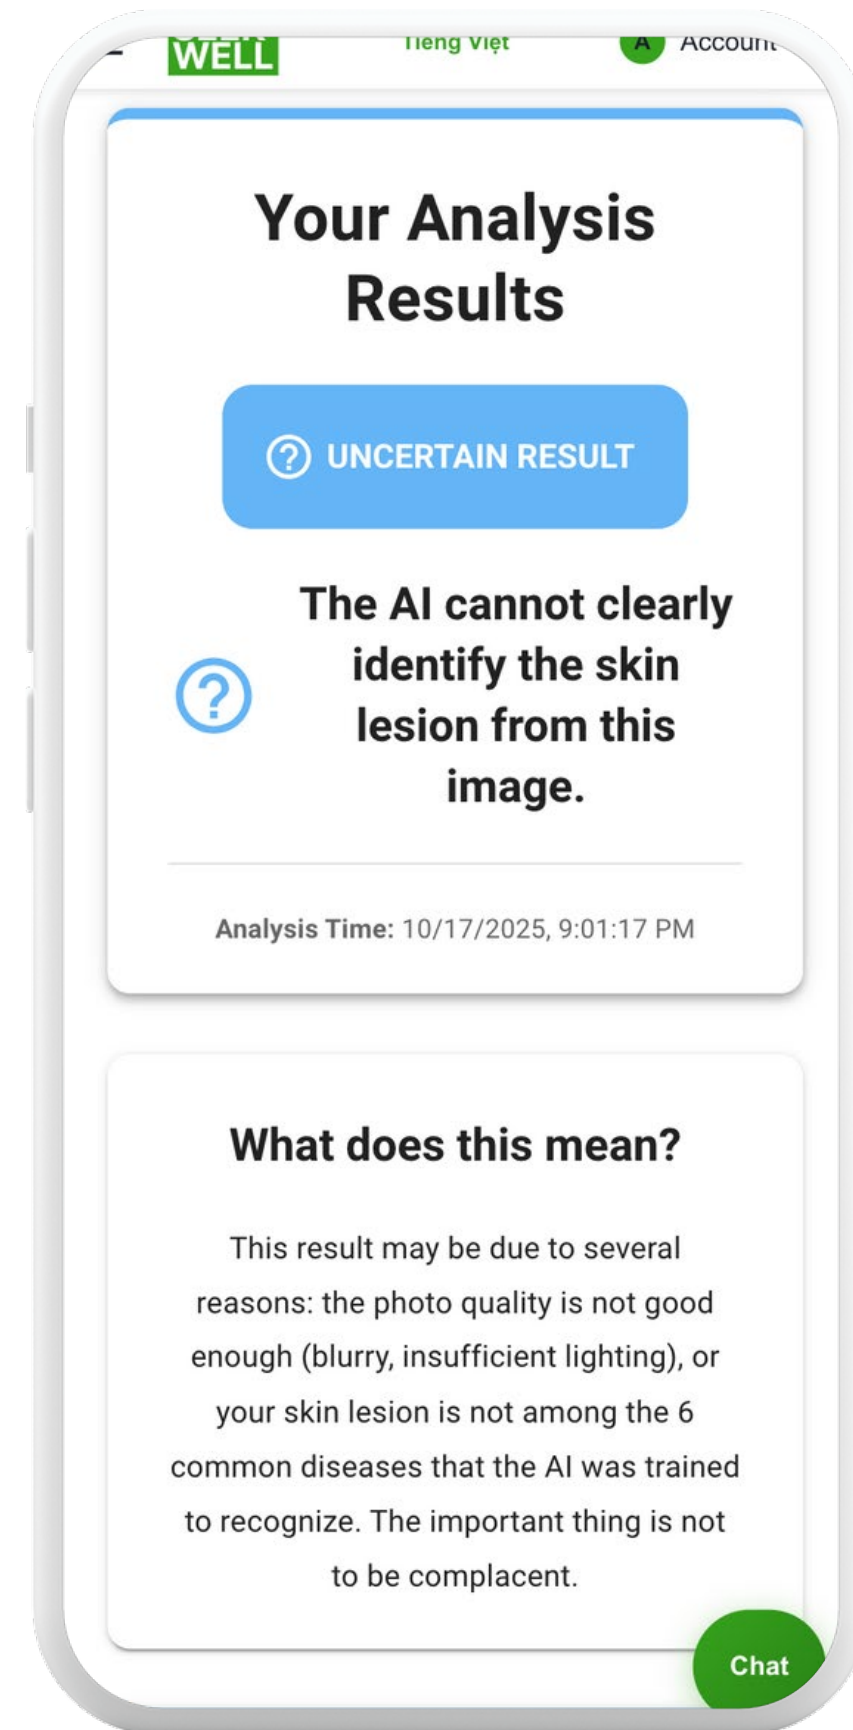 WELL
Tiếng Việt
A Account
Your Analysis
Results
? UNCERTAIN RESULT
The AI cannot clearly
identify the skin
lesion from this
image.
?
Analysis Time: 10/17/2025, 9:01:17 PM
What does this mean?
This result may be due to several
reasons: the photo quality is not good
enough (blurry, insufficient lighting), or
your skin lesion is not among the 6
common diseases that the AI was trained
to recognize. The important thing is not
to be complacent.
Chat